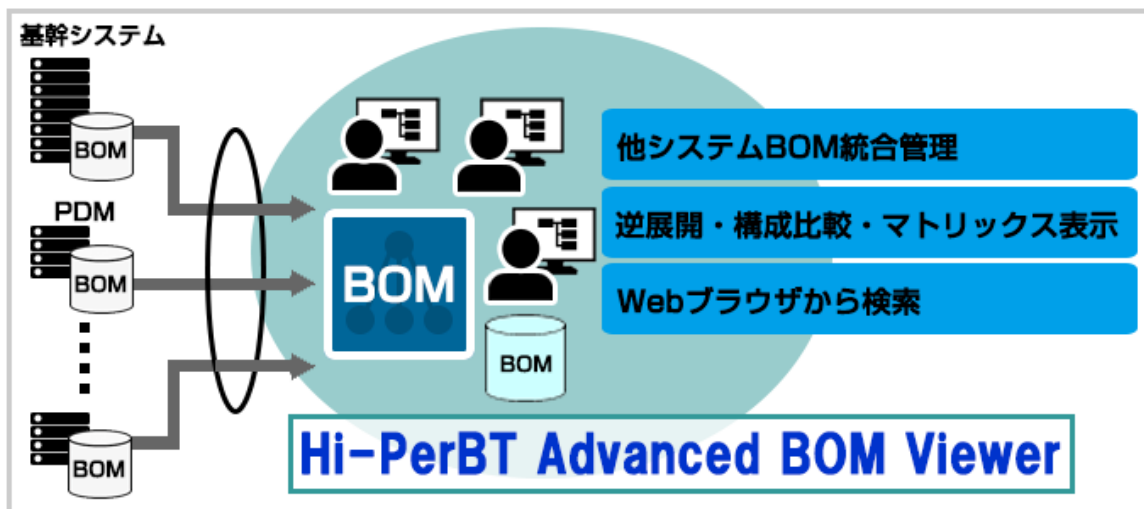 基幹システム
BOM
PDM
BOM
BOM
BOM
BOM
他システムBOM統合管理
逆展開・構成比較・マトリックス表示
Webブラウザから検索
Hi-PerBT Advanced BOM Viewer